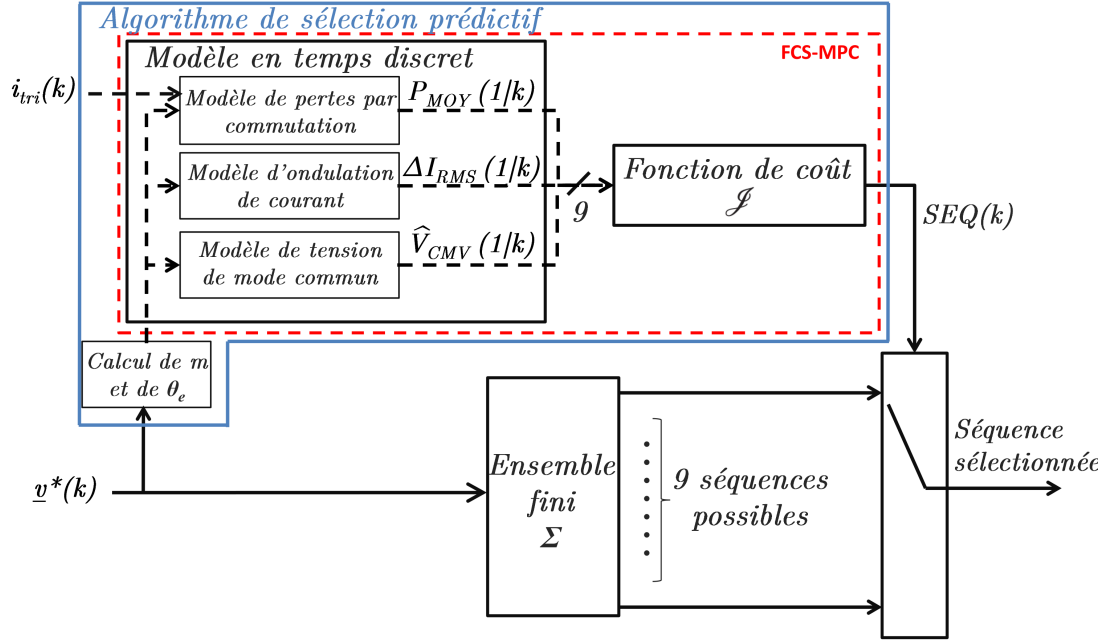 Algorithme de sélection prédictif
FCS-MPC
Modèle en temps discret
i_tri(k)
Modèle de pertes par
commutation
P_MOY (1/k)
Modèle d'ondulation
de courant
ΔI_RMS (1/k)
Modèle de tension
de mode commun
V̂_CMV (1/k)
9
Fonction de coût
𝒥
SEQ(k)
Calcul de m
et de θ_e
v*(k)
Ensemble
fini
Σ
9 séquences
possibles
Séquence
sélectionnée